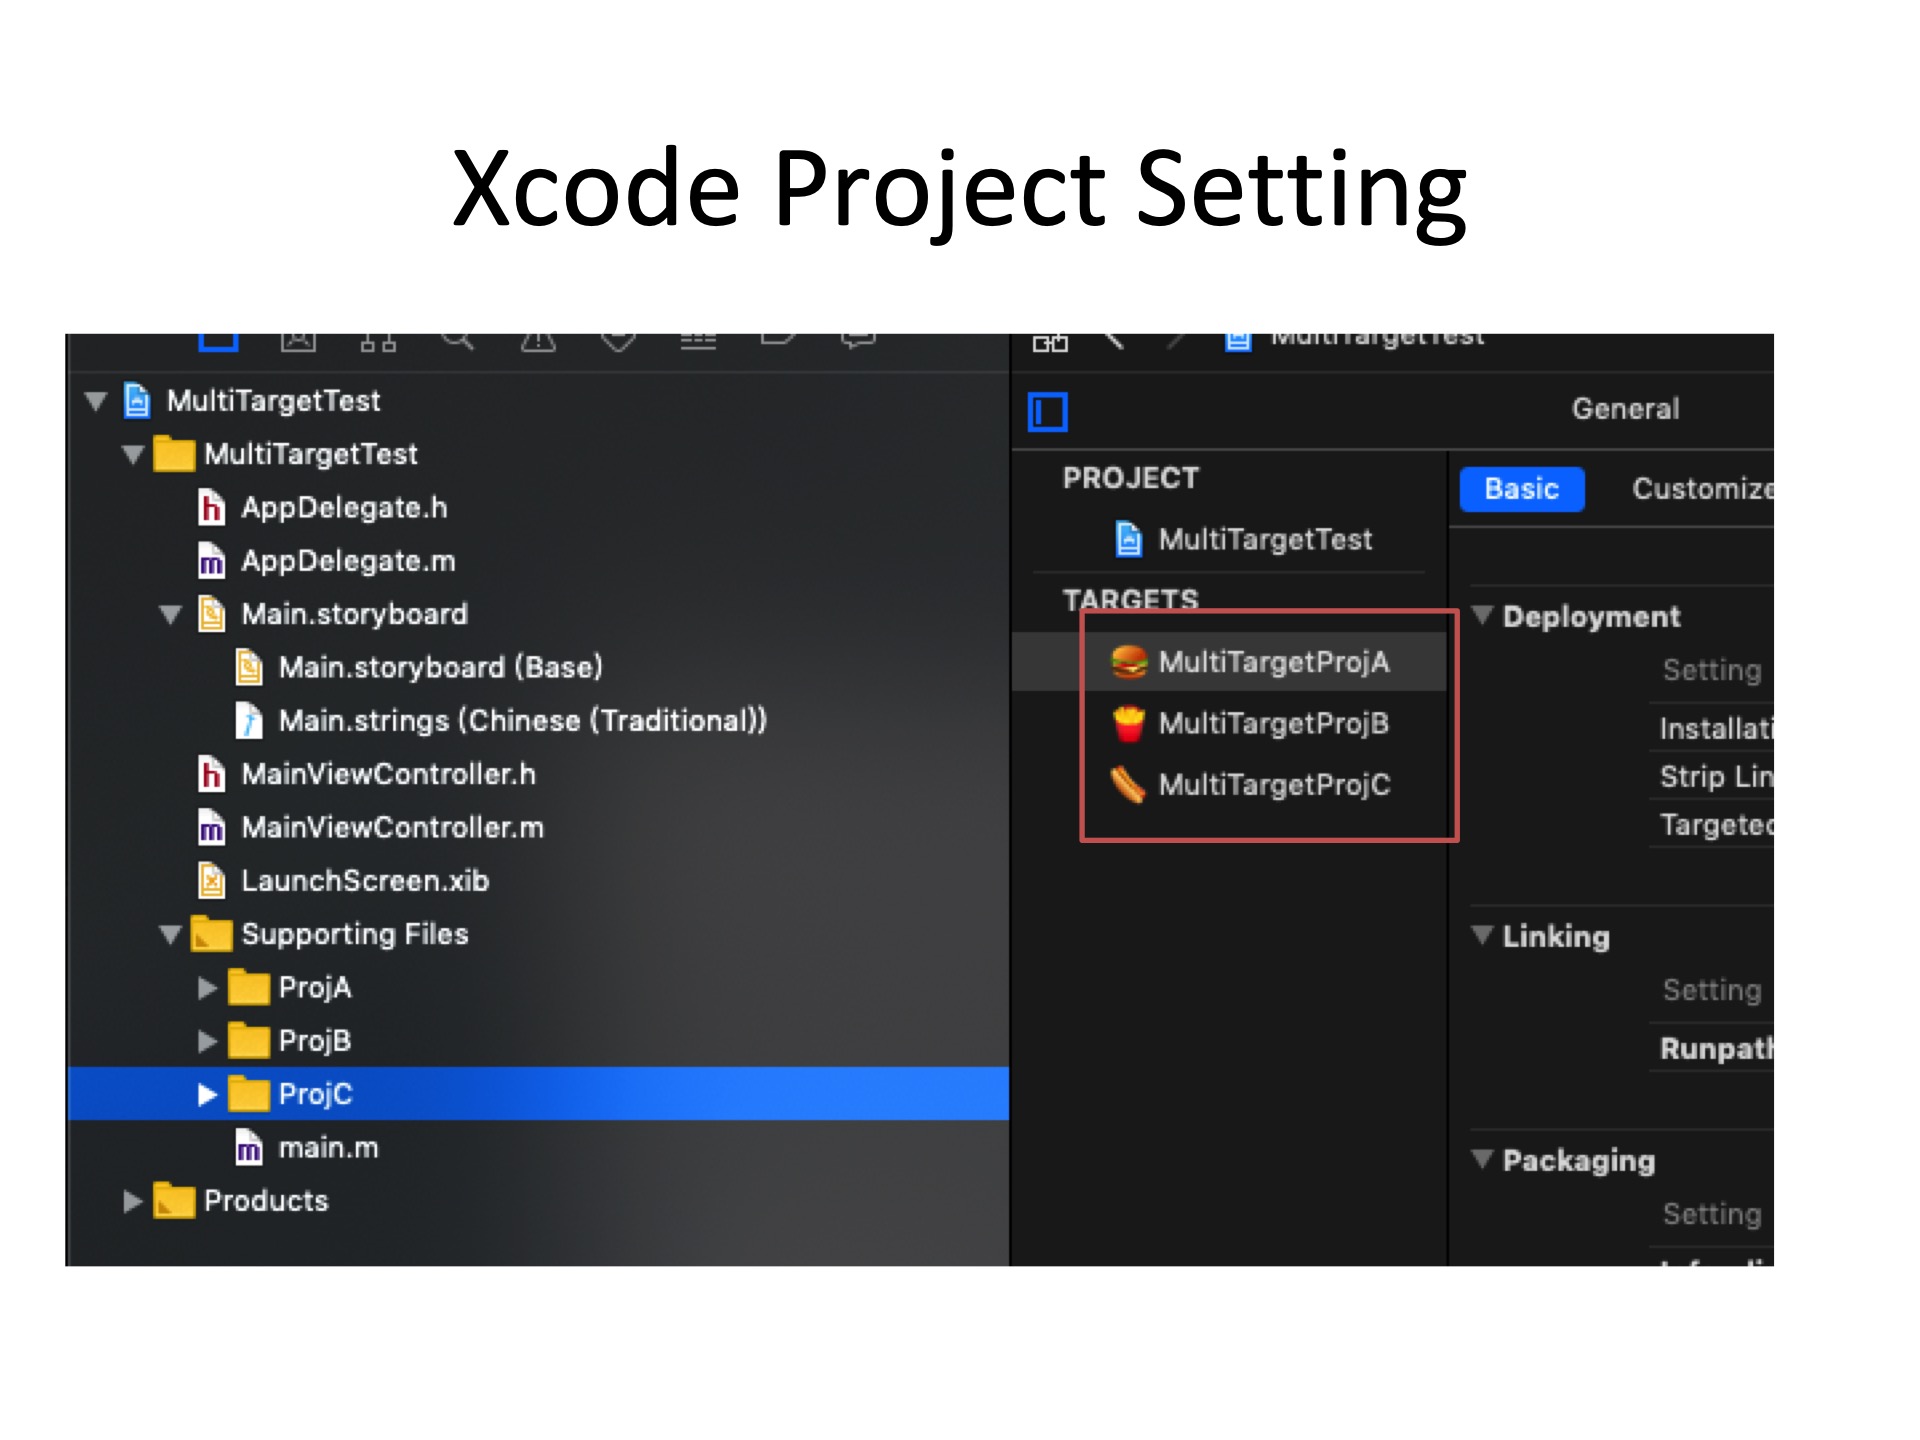 Xcode Project Setting
MultiTargetTest
MultiTargetTest
AppDelegate.h
AppDelegate.m
Main.storyboard
Main.storyboard (Base)
Main.strings (Chinese (Traditional))
MainViewController.h
MainViewController.m
LaunchScreen.xib
Supporting Files
ProjA
ProjB
ProjC
main.m
Products
MultiTargetTest
General
PROJECT
MultiTargetTest
TARGETS
MultiTargetProjA
MultiTargetProjB
MultiTargetProjC
Basic
Customize
Deployment
Setting
Installati
Strip Lin
Targeted
Linking
Setting
Runpath
Packaging
Setting